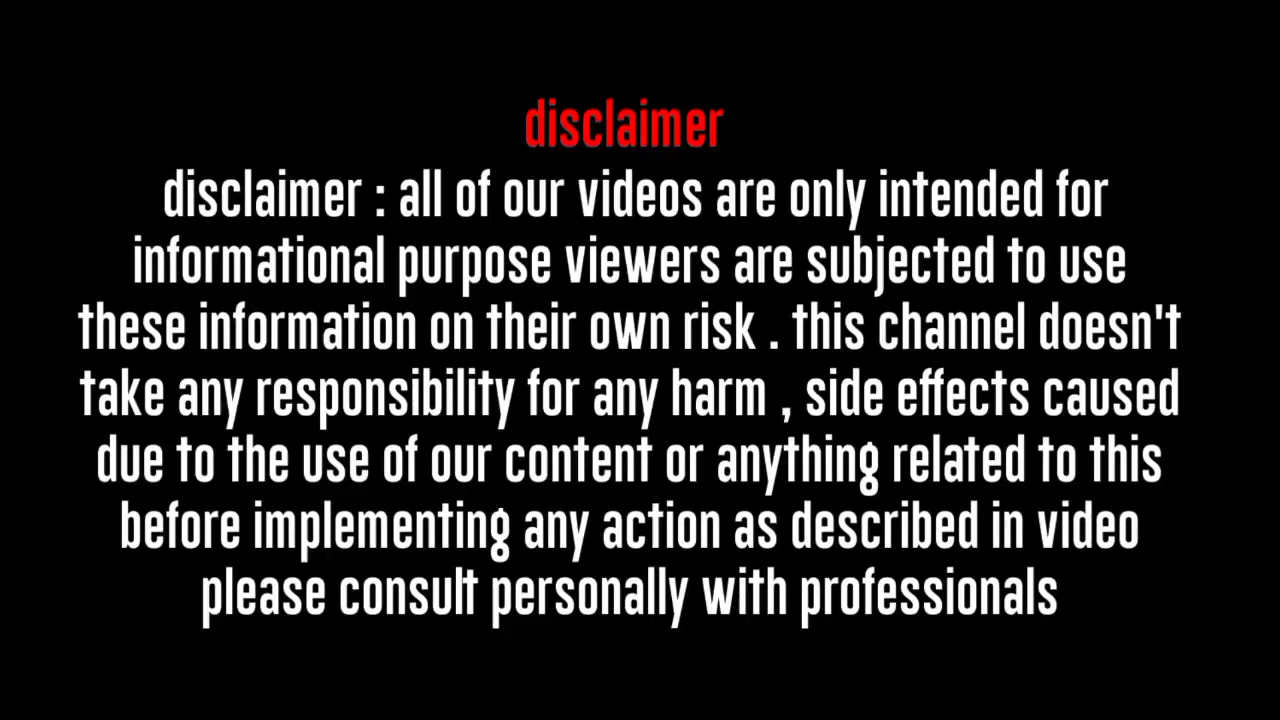 disclaimer
disclaimer : all of our videos are only intended for
informational purpose viewers are subjected to use
these information on their own risk . this channel doesn't
take any responsibility for any harm , side effects caused
due to the use of our content or anything related to this
before implementing any action as described in video
please consult personally with professionals